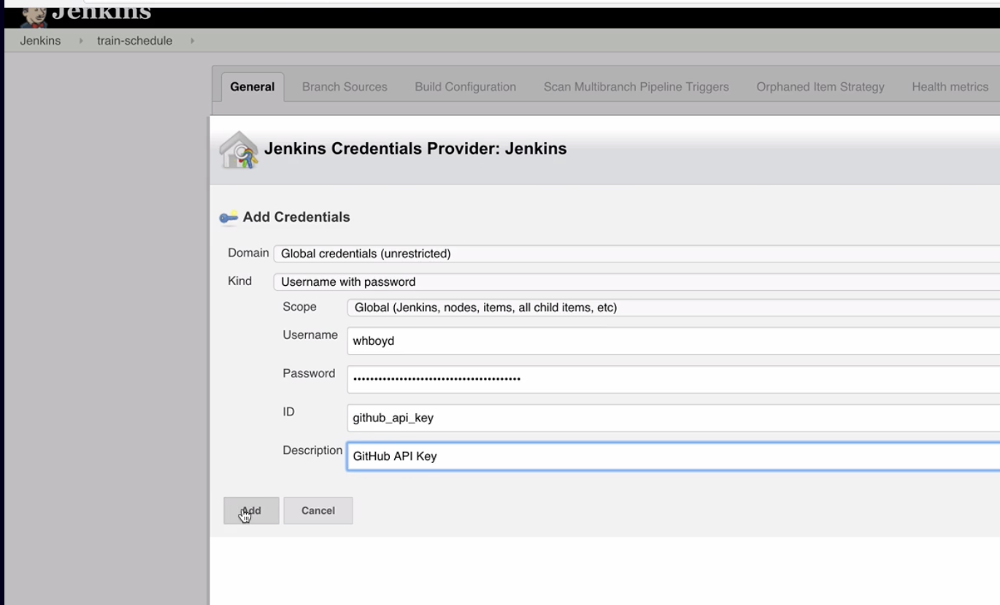 Jenkins
Jenkins train-schedule
General Branch Sources Build Configuration Scan Multibranch Pipeline Triggers Orphaned Item Strategy Health metrics
Jenkins Credentials Provider: Jenkins
Add Credentials
Domain Global credentials (unrestricted)
Kind Username with password
Scope Global (Jenkins, nodes, items, all child items, etc)
Username whboyd
Password ••••••••••••••••••••••••••••••••••••••••
ID github_api_key
Description GitHub API Key
Add Cancel